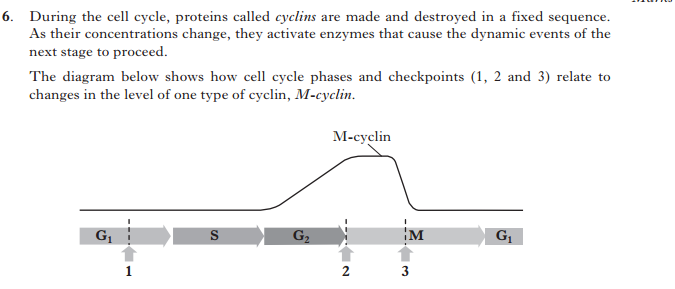 6. During the cell cycle, proteins called cyclins are made and destroyed in a fixed sequence.
As their concentrations change, they activate enzymes that cause the dynamic events of the
next stage to proceed.
The diagram below shows how cell cycle phases and checkpoints (1, 2 and 3) relate to
changes in the level of one type of cyclin, M-cyclin.
M-cyclin
G₁ S G₂ M G₁
1 2 3